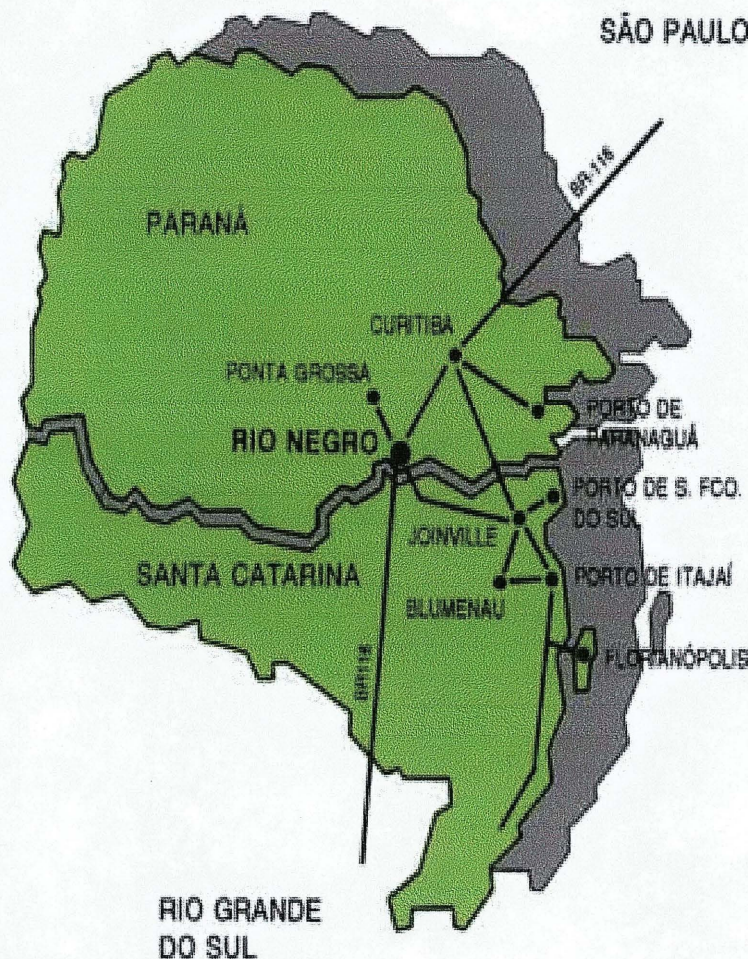 SÃO PAULO
BR-116
PARANÁ
CURITIBA
PONTA GROSSA
PORTO DE
PARANAGUÁ
RIO NEGRO
PORTO DE S. FCO.
DO SUL
JOINVILLE
SANTA CATARINA
PORTO DE ITAJAÍ
BLUMENAU
FLORIANÓPOLIS
BR-116
RIO GRANDE
DO SUL